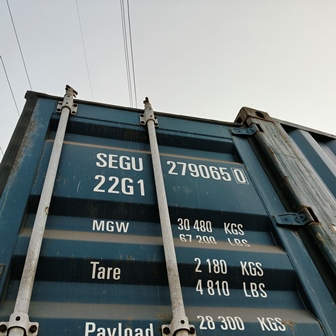 SEGU 279065 0
22G1
MGW 30 480 KGS
67 200 LBS
Tare 2 180 KGS
4 810 LBS
Payload 28 300 KGS